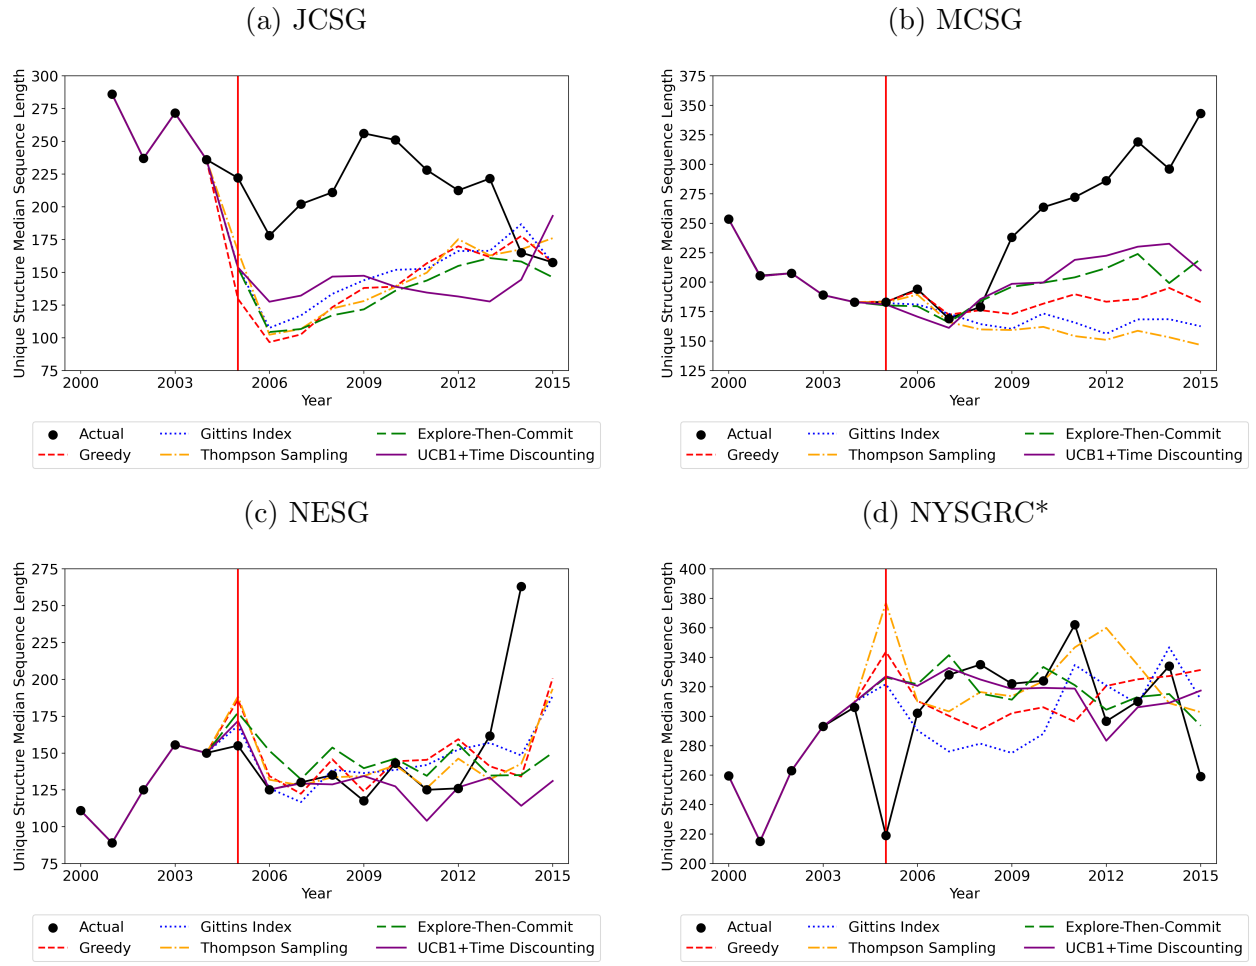 (a) JCSG
Unique Structure Median Sequence Length
300
275
250
225
200
175
150
125
100
75
2000 2003 2006 2009 2012 2015
Year
Actual Gittins Index Explore-Then-Commit
Greedy Thompson Sampling UCB1+Time Discounting
(b) MCSG
Unique Structure Median Sequence Length
375
350
325
300
275
250
225
200
175
150
125
2000 2003 2006 2009 2012 2015
Year
Actual Gittins Index Explore-Then-Commit
Greedy Thompson Sampling UCB1+Time Discounting
(c) NESG
Unique Structure Median Sequence Length
275
250
225
200
175
150
125
100
75
2000 2003 2006 2009 2012 2015
Year
Actual Gittins Index Explore-Then-Commit
Greedy Thompson Sampling UCB1+Time Discounting
(d) NYSGRC*
Unique Structure Median Sequence Length
400
380
360
340
320
300
280
260
240
220
200
2000 2003 2006 2009 2012 2015
Year
Actual Gittins Index Explore-Then-Commit
Greedy Thompson Sampling UCB1+Time Discounting